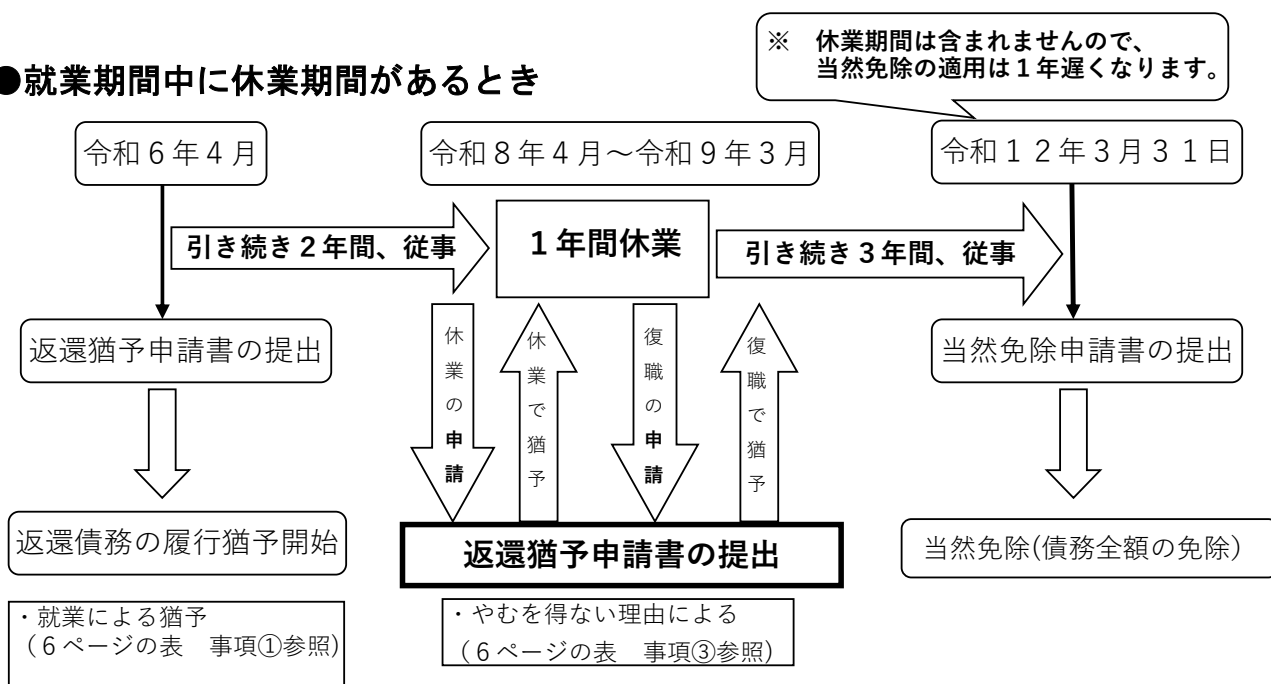 ※　休業期間は含まれませんので、
当然免除の適用は１年遅くなります。
●就業期間中に休業期間があるとき
令和６年４月
令和８年４月～令和９年３月
令和１２年３月３１日
引き続き２年間、従事
１年間休業
引き続き３年間、従事
返還猶予申請書の提出
休業の申請
休業で猶予
復職の申請
復職で猶予
当然免除申請書の提出
返還債務の履行猶予開始
返還猶予申請書の提出
当然免除(債務全額の免除）
・就業による猶予
（６ページの表　事項①参照）
・やむを得ない理由による
（６ページの表　事項③参照）